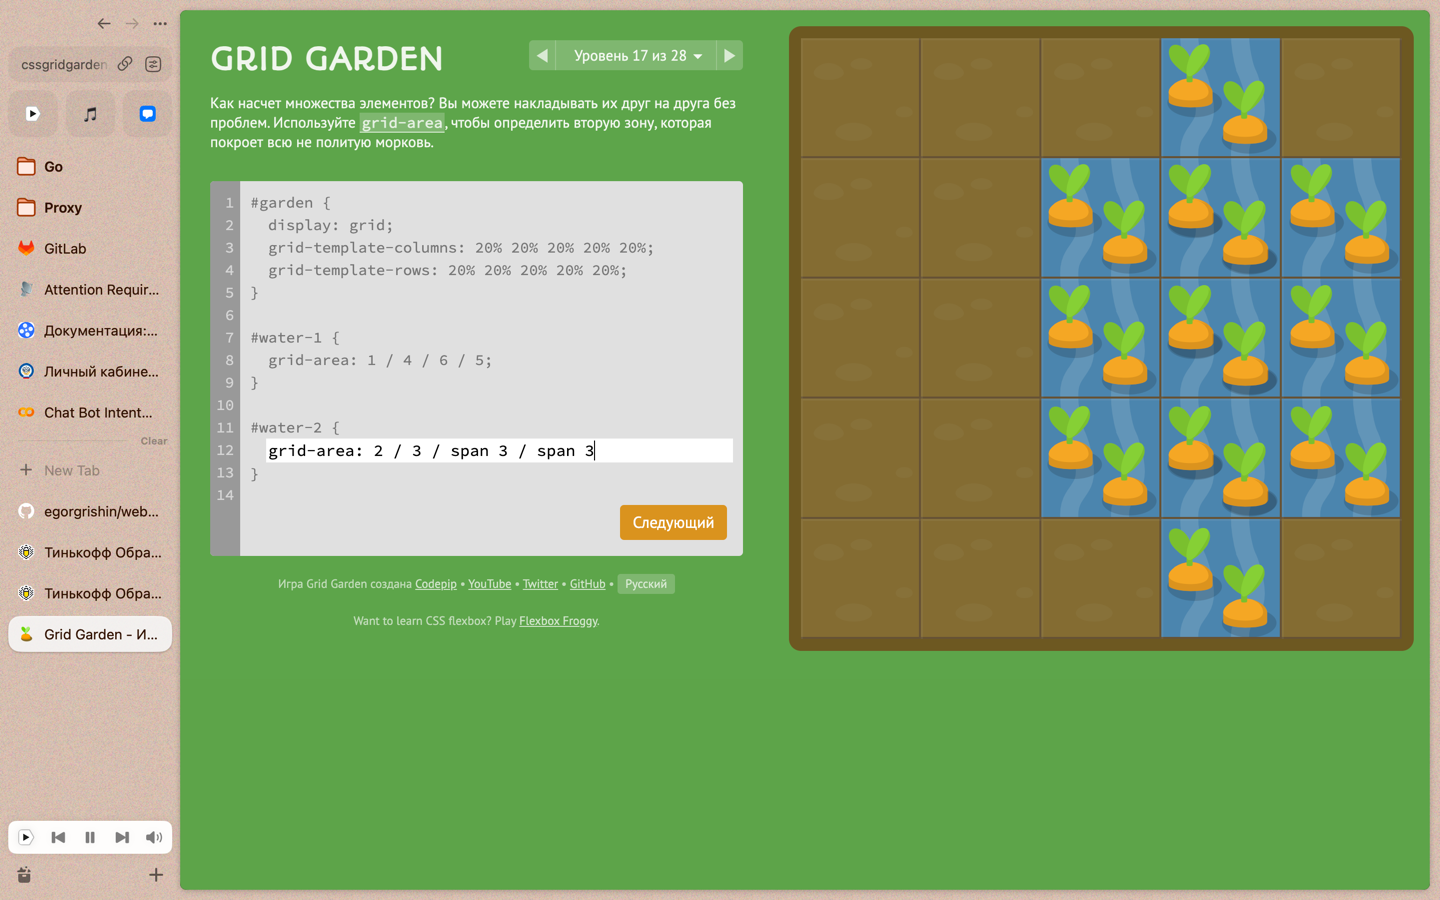 cssgridgarden
Go
Proxy
GitLab
Attention Requir...
Документация:...
Личный кабине...
Chat Bot Intent...
Clear
New Tab
egorgrishin/web...
Тинькофф Обра...
Тинькофф Обра...
Grid Garden - И...
GRID GARDEN
Уровень 17 из 28
Как насчет множества элементов? Вы можете накладывать их друг на друга без
проблем. Используйте grid-area, чтобы определить вторую зону, которая
покроет всю не политую морковь.
1 #garden {
2 display: grid;
3 grid-template-columns: 20% 20% 20% 20% 20%;
4 grid-template-rows: 20% 20% 20% 20% 20%;
5 }
6
7 #water-1 {
8 grid-area: 1 / 4 / 6 / 5;
9 }
10
11 #water-2 {
12 grid-area: 2 / 3 / span 3 / span 3
13 }
14
Следующий
Игра Grid Garden создана Codepip • YouTube • Twitter • GitHub • Русский
Want to learn CSS flexbox? Play Flexbox Froggy.